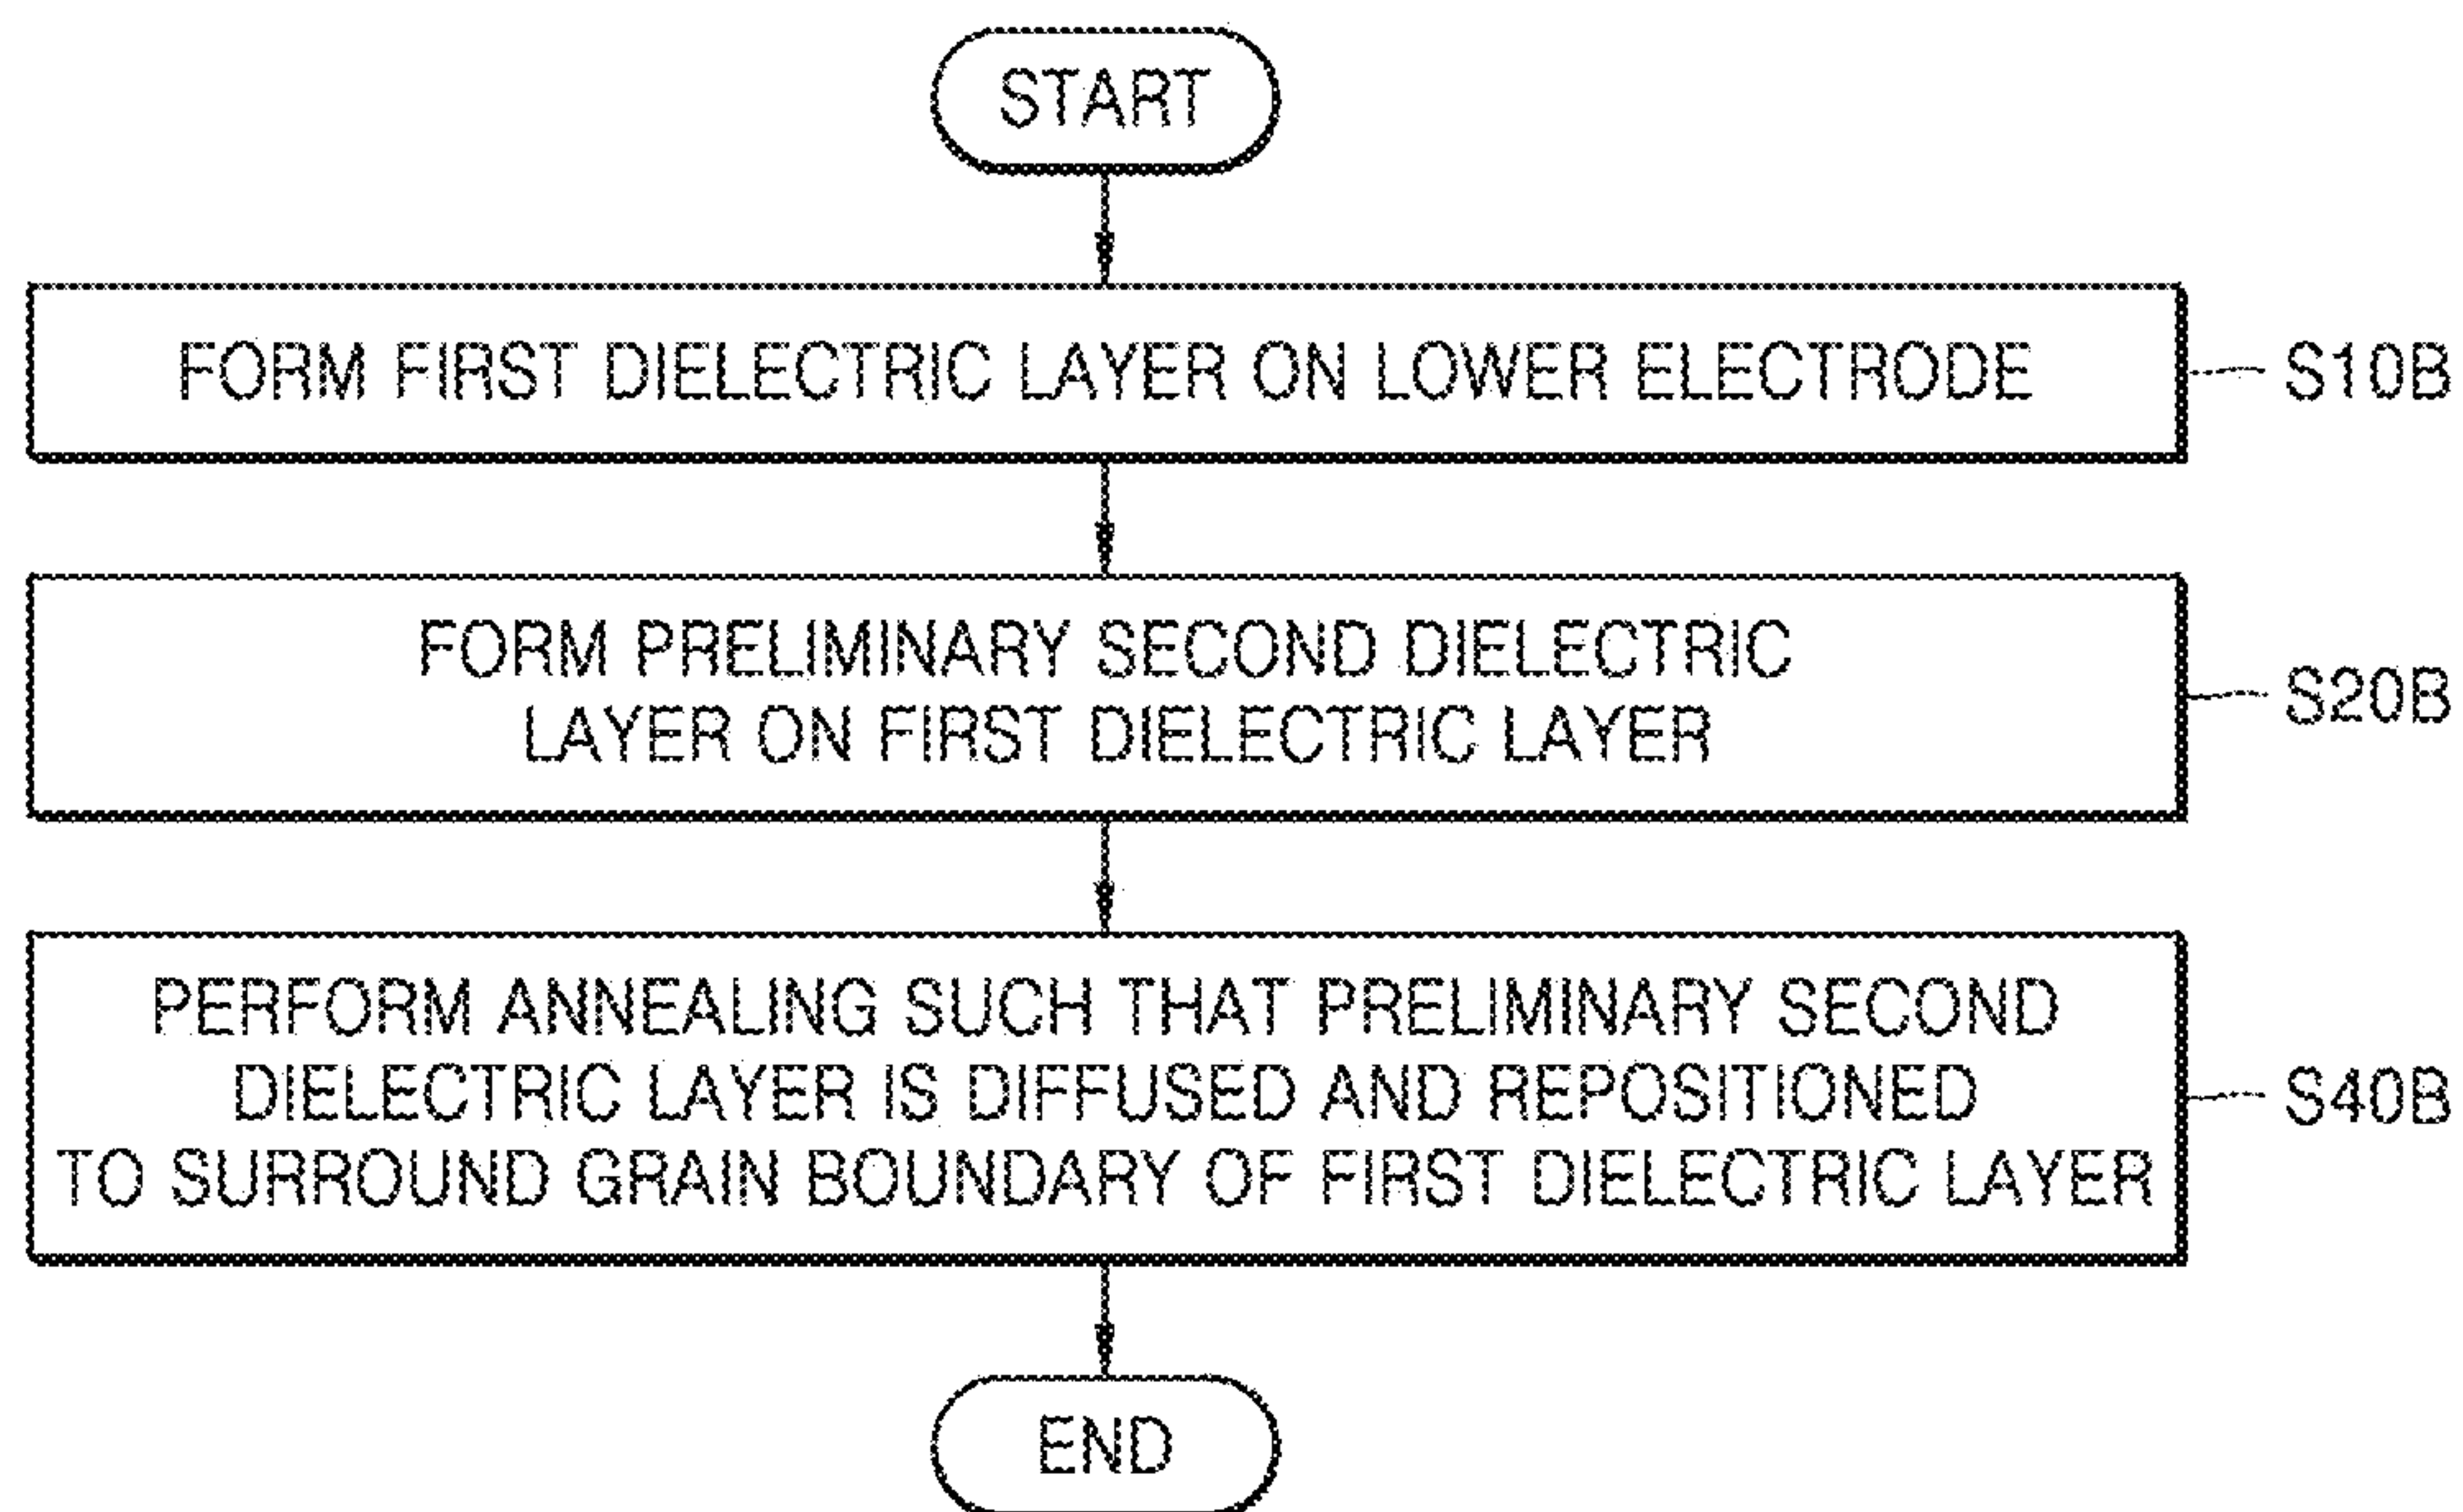 START
FORM FIRST DIELECTRIC LAYER ON LOWER ELECTRODE
S10B
FORM PRELIMINARY SECOND DIELECTRIC
LAYER ON FIRST DIELECTRIC LAYER
S20B
PERFORM ANNEALING SUCH THAT PRELIMINARY SECOND
DIELECTRIC LAYER IS DIFFUSED AND REPOSITIONED
TO SURROUND GRAIN BOUNDARY OF FIRST DIELECTRIC LAYER
S40B
END